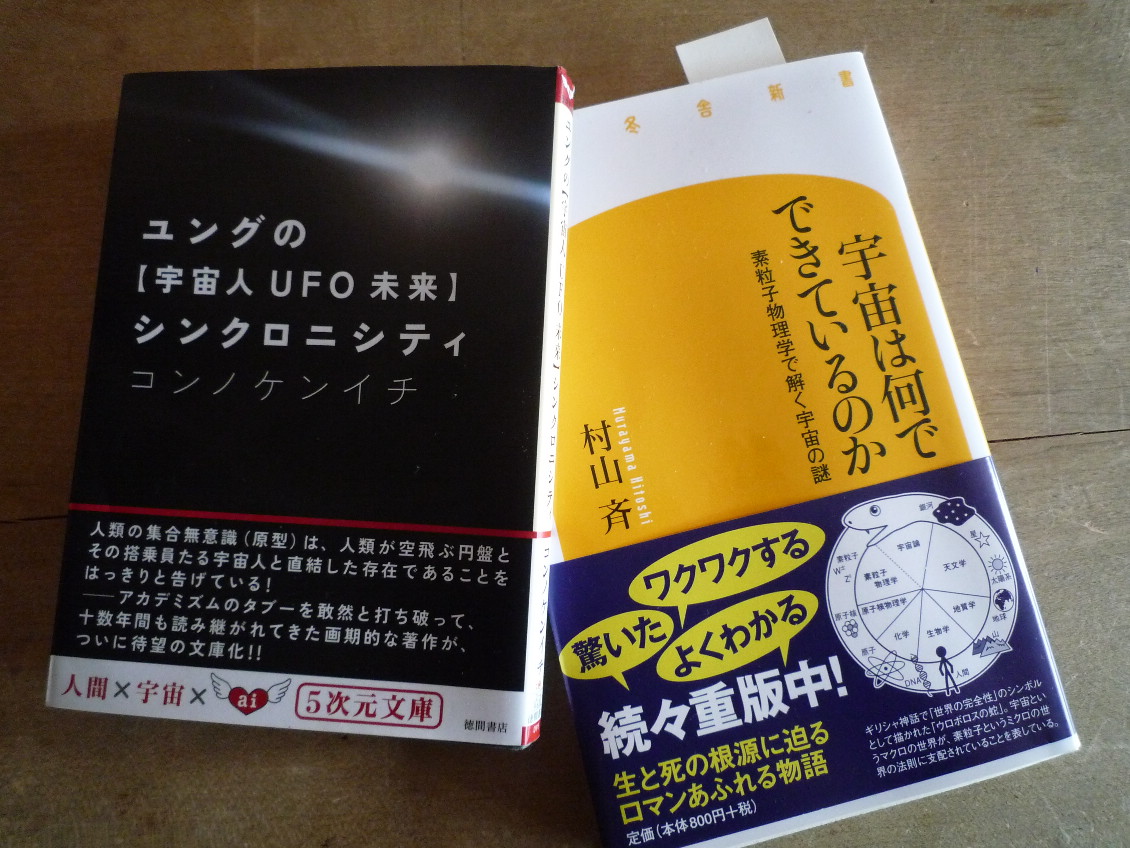 ユングの
【宇宙人 UFO 未来】
シンクロニシティ
コンノケンイチ
人類の集合無意識(原型)は、人類が空飛ぶ円盤と
その搭乗員たる宇宙人と直結した存在であることを
はっきりと告げている!
――アカデミズムのタブーを敢然と打ち破って、
十数年間も読み継がれてきた画期的な著作が、
ついに待望の文庫化!!
人間×宇宙×ai
5次元文庫
徳間書店
冬舎新書
宇宙は何で
できているのか
素粒子物理学で解く宇宙の謎
Murayama Hitoshi
村山 斉
ワクワクする
驚いた
よくわかる
続々重版中!
生と死の根源に迫る
ロマンあふれる物語
定価(本体800円+税)
銀河
星
太陽系
地球
山
人間
DNA
原子
原子核
素粒子
W±
Z⁰
宇宙論
天文学
地質学
生物学
化学
原子核物理学
素粒子
物理学
ギリシャ神話で「世界の完全性」のシンボル
として描かれた「ウロボロスの蛇」。宇宙とい
うマクロの世界が、素粒子というミクロの世
界の法則に支配されていることを表している。